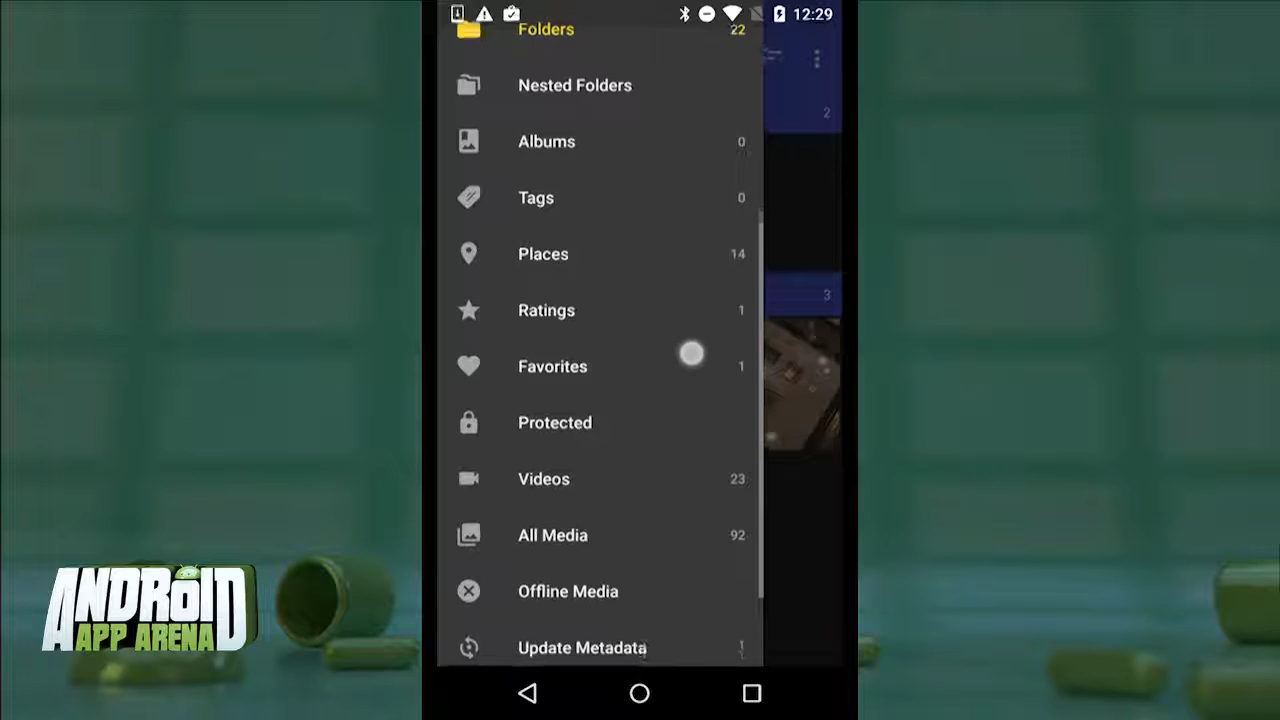 12:29
Folders 22
Nested Folders
2
Albums 0
Tags 0
Places 14
3
Ratings 1
Favorites 1
Protected
Videos 23
All Media 92
Offline Media
Update Metadata 1
ANDROID
APP ARENA